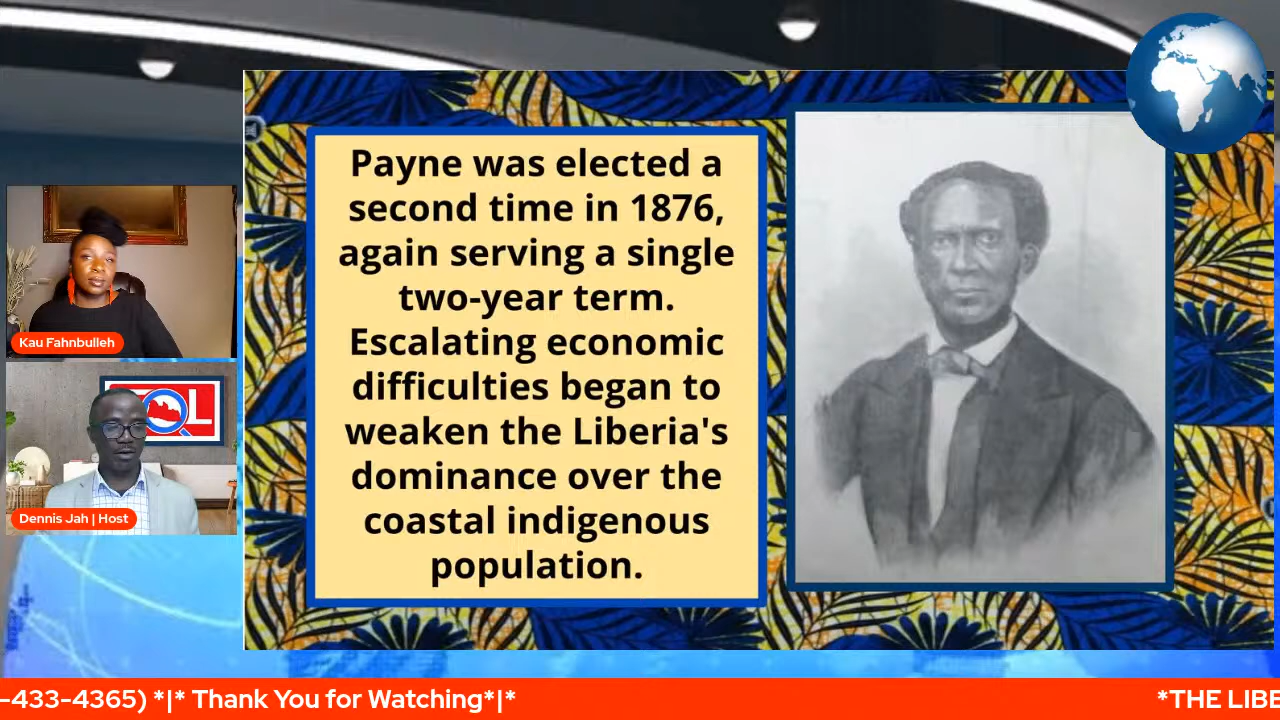 Payne was elected a
second time in 1876,
again serving a single
two-year term.
Escalating economic
difficulties began to
weaken the Liberia's
dominance over the
coastal indigenous
population.
Kau Fahnbulleh
OL
Dennis Jah | Host
-433-4365) *|* Thank You for Watching*|*
*THE LIBE